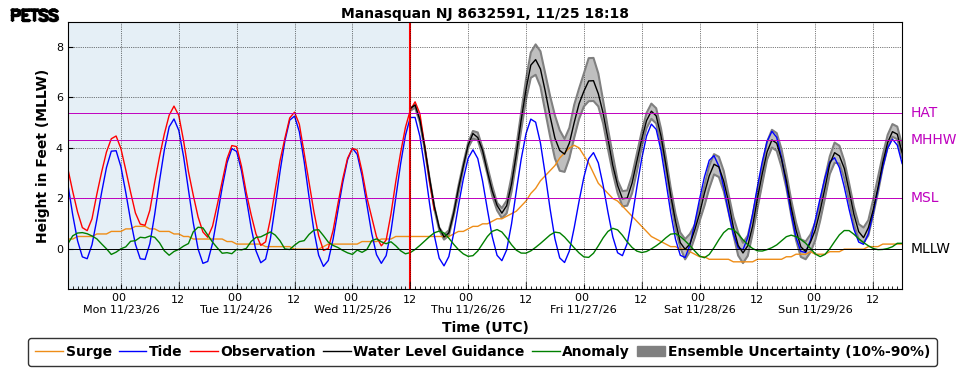 PETSS
Manasquan NJ 8632591, 11/25 18:18
Height in Feet (MLLW)
8
6
4
2
0
HAT
MHHW
MSL
MLLW
00 12 00 12 00 12 00 12 00 12 00 12 00 12
Mon 11/23/26 Tue 11/24/26 Wed 11/25/26 Thu 11/26/26 Fri 11/27/26 Sat 11/28/26 Sun 11/29/26
Time (UTC)
Surge Tide Observation Water Level Guidance Anomaly Ensemble Uncertainty (10%-90%)